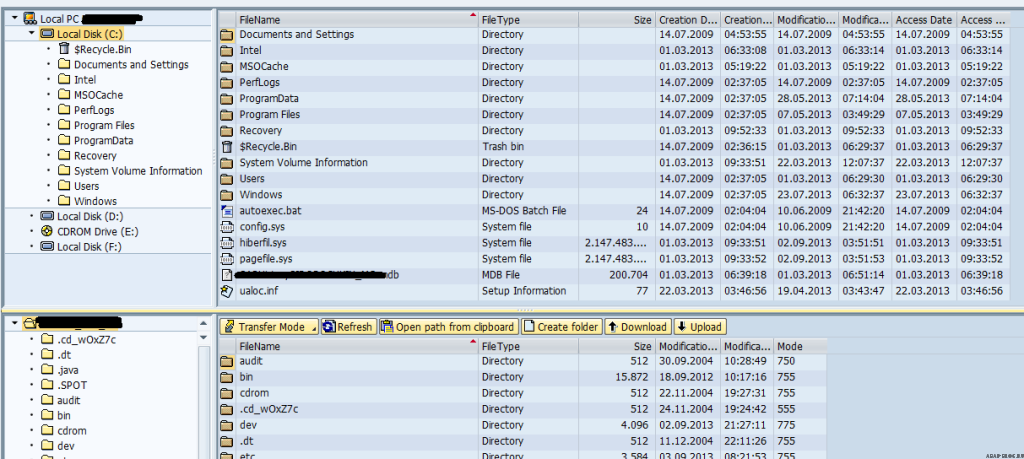 Local PC
Local Disk (C:)
$Recycle.Bin
Documents and Settings
Intel
MSOCache
PerfLogs
Program Files
ProgramData
Recovery
System Volume Information
Users
Windows
Local Disk (D:)
CDROM Drive (E:)
Local Disk (F:)
FileName FileType Size Creation D... Creation... Modificatio... Modifica... Access Date Access ...
Documents and Settings Directory 14.07.2009 04:53:55 14.07.2009 04:53:55 14.07.2009 04:53:55
Intel Directory 01.03.2013 06:33:08 01.03.2013 06:33:14 01.03.2013 06:33:14
MSOCache Directory 01.03.2013 05:19:22 01.03.2013 05:19:22 01.03.2013 05:19:22
PerfLogs Directory 14.07.2009 02:37:05 14.07.2009 02:37:05 14.07.2009 02:37:05
ProgramData Directory 14.07.2009 02:37:05 28.05.2013 07:14:04 28.05.2013 07:14:04
Program Files Directory 14.07.2009 02:37:05 07.05.2013 03:49:29 07.05.2013 03:49:29
Recovery Directory 01.03.2013 09:52:33 01.03.2013 09:52:33 01.03.2013 09:52:33
$Recycle.Bin Trash bin 14.07.2009 02:36:15 01.03.2013 06:29:37 01.03.2013 06:29:37
System Volume Information Directory 01.03.2013 09:33:51 22.03.2013 12:07:37 22.03.2013 12:07:37
Users Directory 14.07.2009 02:37:05 01.03.2013 06:29:30 01.03.2013 06:29:30
Windows Directory 14.07.2009 02:37:05 23.07.2013 06:32:37 23.07.2013 06:32:37
autoexec.bat MS-DOS Batch File 24 14.07.2009 02:04:04 10.06.2009 21:42:20 14.07.2009 02:04:04
config.sys System file 10 14.07.2009 02:04:04 10.06.2009 21:42:20 14.07.2009 02:04:04
hiberfil.sys System file 2.147.483.... 01.03.2013 09:33:51 02.09.2013 03:51:51 01.03.2013 09:33:51
pagefile.sys System file 2.147.483.... 01.03.2013 09:33:52 02.09.2013 03:51:53 01.03.2013 09:33:52
MDB File 200.704 01.03.2013 06:39:18 01.03.2013 06:51:14 01.03.2013 06:39:18
ualoc.inf Setup Information 77 22.03.2013 03:46:56 19.04.2013 03:43:47 22.03.2013 03:46:56
.cd_wOxZ7c
.dt
.java
.SPOT
audit
bin
cdrom
dev
Transfer Mode Refresh Open path from clipboard Create folder Download Upload
FileName FileType Size Modificatio... Modifica... Mode
audit Directory 512 30.09.2004 10:28:49 750
bin Directory 15.872 18.09.2012 10:17:16 755
cdrom Directory 512 22.11.2004 19:27:31 755
.cd_wOxZ7c Directory 512 24.11.2004 19:24:42 555
dev Directory 4.096 02.09.2013 21:27:11 775
.dt Directory 512 11.12.2004 22:11:26 755
etc Directory 3.584 03.09.2013 08:21:53 755